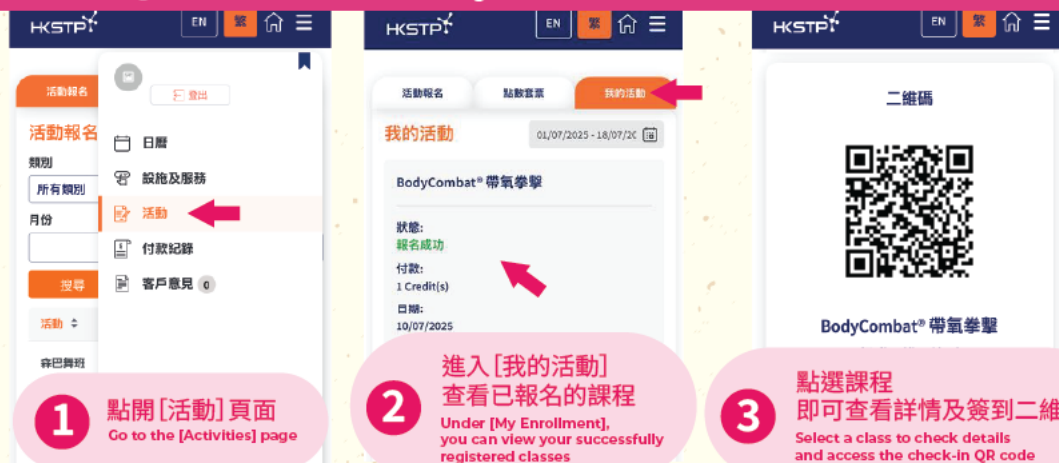 HKSTP
EN
繁
活動報名
登出
活動報名
類別
所有類別
月份
搜尋
活動
森巴舞班
日曆
設施及服務
活動
付款紀錄
客戶意見 0
1
點開 [活動] 頁面
Go to the [Activities] page
HKSTP
EN
繁
活動報名
點數套票
我的活動
我的活動
01/07/2025 - 18/07/2
BodyCombat® 帶氧拳擊
狀態:
報名成功
付款:
1 Credit(s)
日期:
10/07/2025
2
進入 [我的活動]
查看已報名的課程
Under [My Enrollment],
you can view your successfully
registered classes
HKSTP
EN
繁
二維碼
BodyCombat® 帶氧拳擊
3
點選課程
即可查看詳情及簽到二維
Select a class to check details
and access the check-in QR code